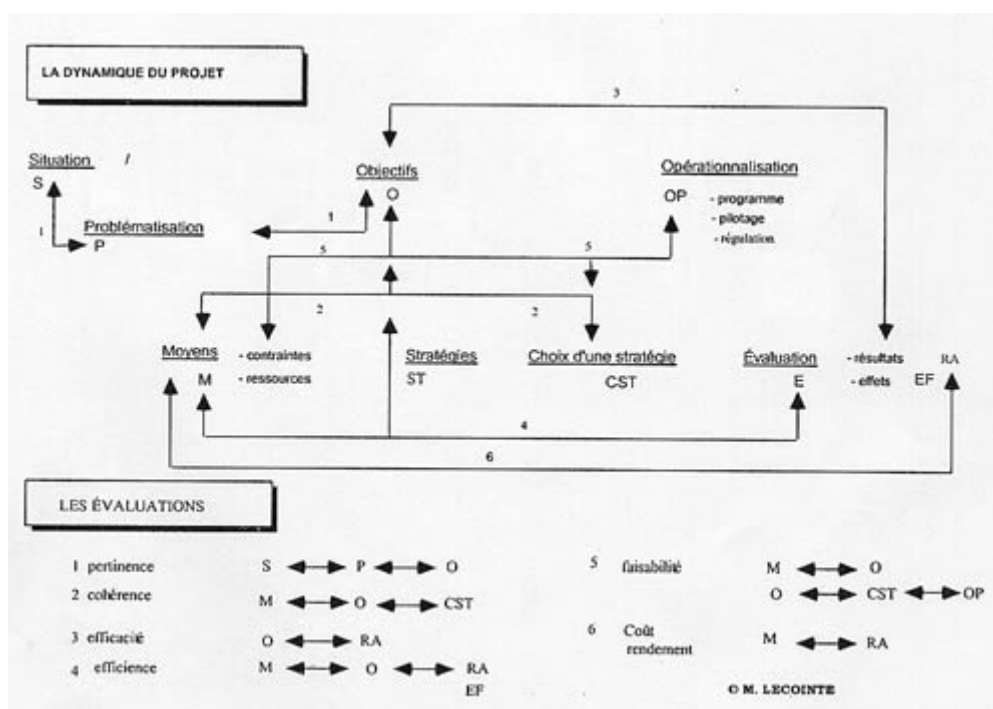 LA DYNAMIQUE DU PROJET
3
Situation /
S
Objectifs
O
Opérationnalisation
OP
- programme
- pilotage
- régulation
1
Problématisation
P
1
5
5
2
2
Moyens
M
- contraintes
- ressources
Stratégies
ST
Choix d'une stratégie
CST
Évaluation
E
- résultats RA
- effets EF
4
6
LES ÉVALUATIONS
1 pertinence S ◄─► P ◄─► O
2 cohérence M ◄─► O ◄─► CST
3 efficacité O ◄─► RA
4 efficience M ◄─► O ◄─► RA
EF
5 faisabilité M ◄─► O
O ◄─► CST ◄─► OP
6 Coût
rendement M ◄─► RA
© M. LECOINTE